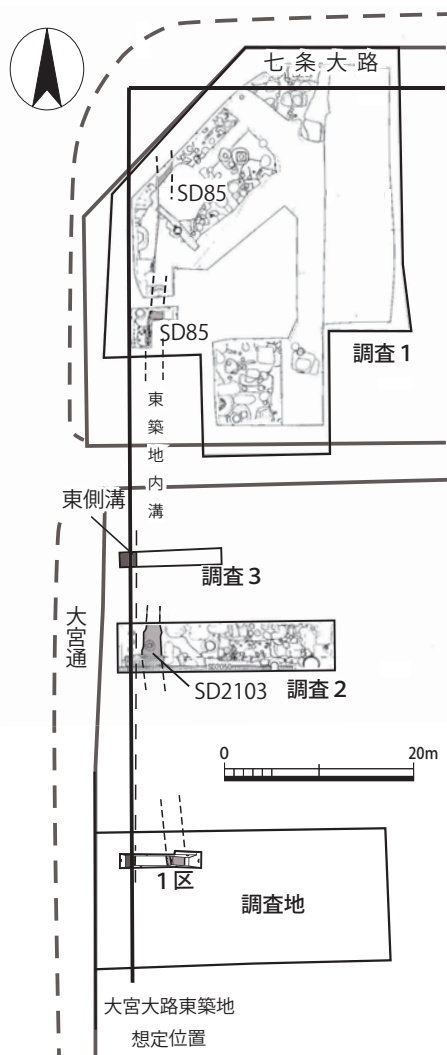 七条大路
SD85
SD85
調査1
東築地内溝
東側溝
調査3
大宮通
SD2103
調査2
0 20m
1区
調査地
大宮大路東築地
想定位置